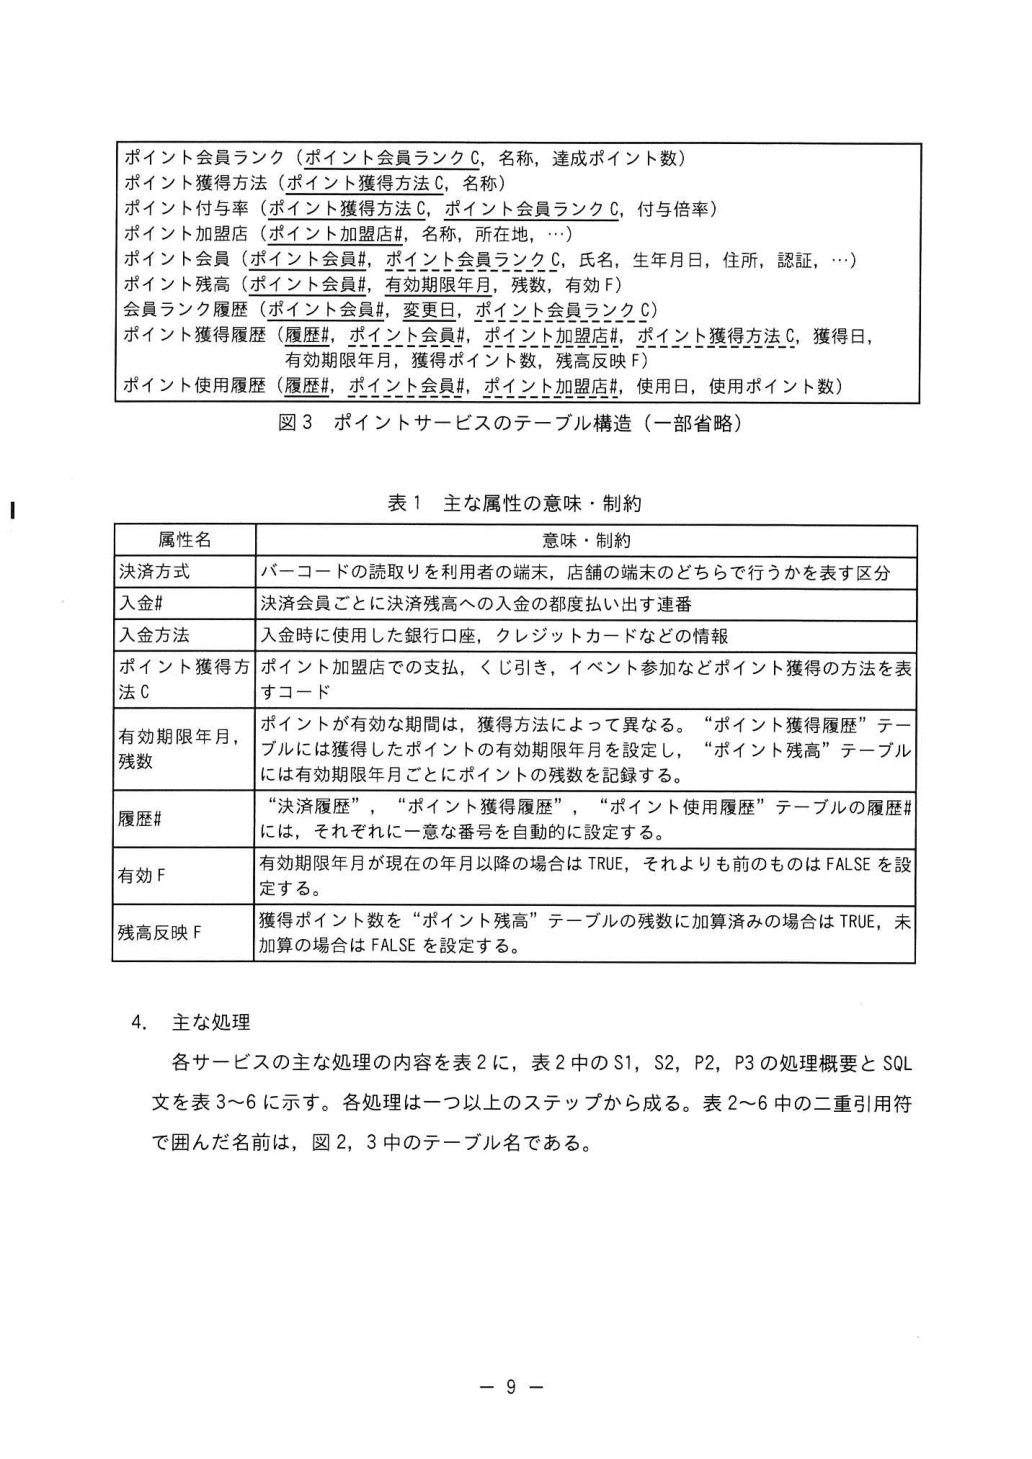 ポイント会員ランク（ポイント会員ランクC，名称，達成ポイント数）
ポイント獲得方法（ポイント獲得方法C，名称）
ポイント付与率（ポイント獲得方法C，ポイント会員ランクC，付与倍率）
ポイント加盟店（ポイント加盟店#，名称，所在地，…）
ポイント会員（ポイント会員#，ポイント会員ランクC，氏名，生年月日，住所，認証，…）
ポイント残高（ポイント会員#，有効期限年月，残数，有効F）
会員ランク履歴（ポイント会員#，変更日，ポイント会員ランクC）
ポイント獲得履歴（履歴#，ポイント会員#，ポイント加盟店#，ポイント獲得方法C，獲得日，
有効期限年月，獲得ポイント数，残高反映F）
ポイント使用履歴（履歴#，ポイント会員#，ポイント加盟店#，使用日，使用ポイント数）
図3　ポイントサービスのテーブル構造（一部省略）
表1　主な属性の意味・制約
属性名　意味・制約
決済方式　バーコードの読取りを利用者の端末，店舗の端末のどちらで行うかを表す区分
入金#　決済会員ごとに決済残高への入金の都度払い出す連番
入金方法　入金時に使用した銀行口座，クレジットカードなどの情報
ポイント獲得方
法C
ポイント加盟店での支払，くじ引き，イベント参加などポイント獲得の方法を表
すコード
有効期限年月，
残数
ポイントが有効な期間は，獲得方法によって異なる。“ポイント獲得履歴”テー
ブルには獲得したポイントの有効期限年月を設定し，“ポイント残高”テーブル
には有効期限年月ごとにポイントの残数を記録する。
履歴#
“決済履歴”，“ポイント獲得履歴”，“ポイント使用履歴”テーブルの履歴#
には，それぞれに一意な番号を自動的に設定する。
有効F
有効期限年月が現在の年月以降の場合はTRUE，それよりも前のものはFALSEを設
定する。
残高反映F
獲得ポイント数を“ポイント残高”テーブルの残数に加算済みの場合はTRUE，未
加算の場合はFALSEを設定する。
4．　主な処理
各サービスの主な処理の内容を表2に，表2中のS1，S2，P2，P3の処理概要とSQL
文を表3〜6に示す。各処理は一つ以上のステップから成る。表2〜6中の二重引用符
で囲んだ名前は，図2，3中のテーブル名である。
－ 9 －